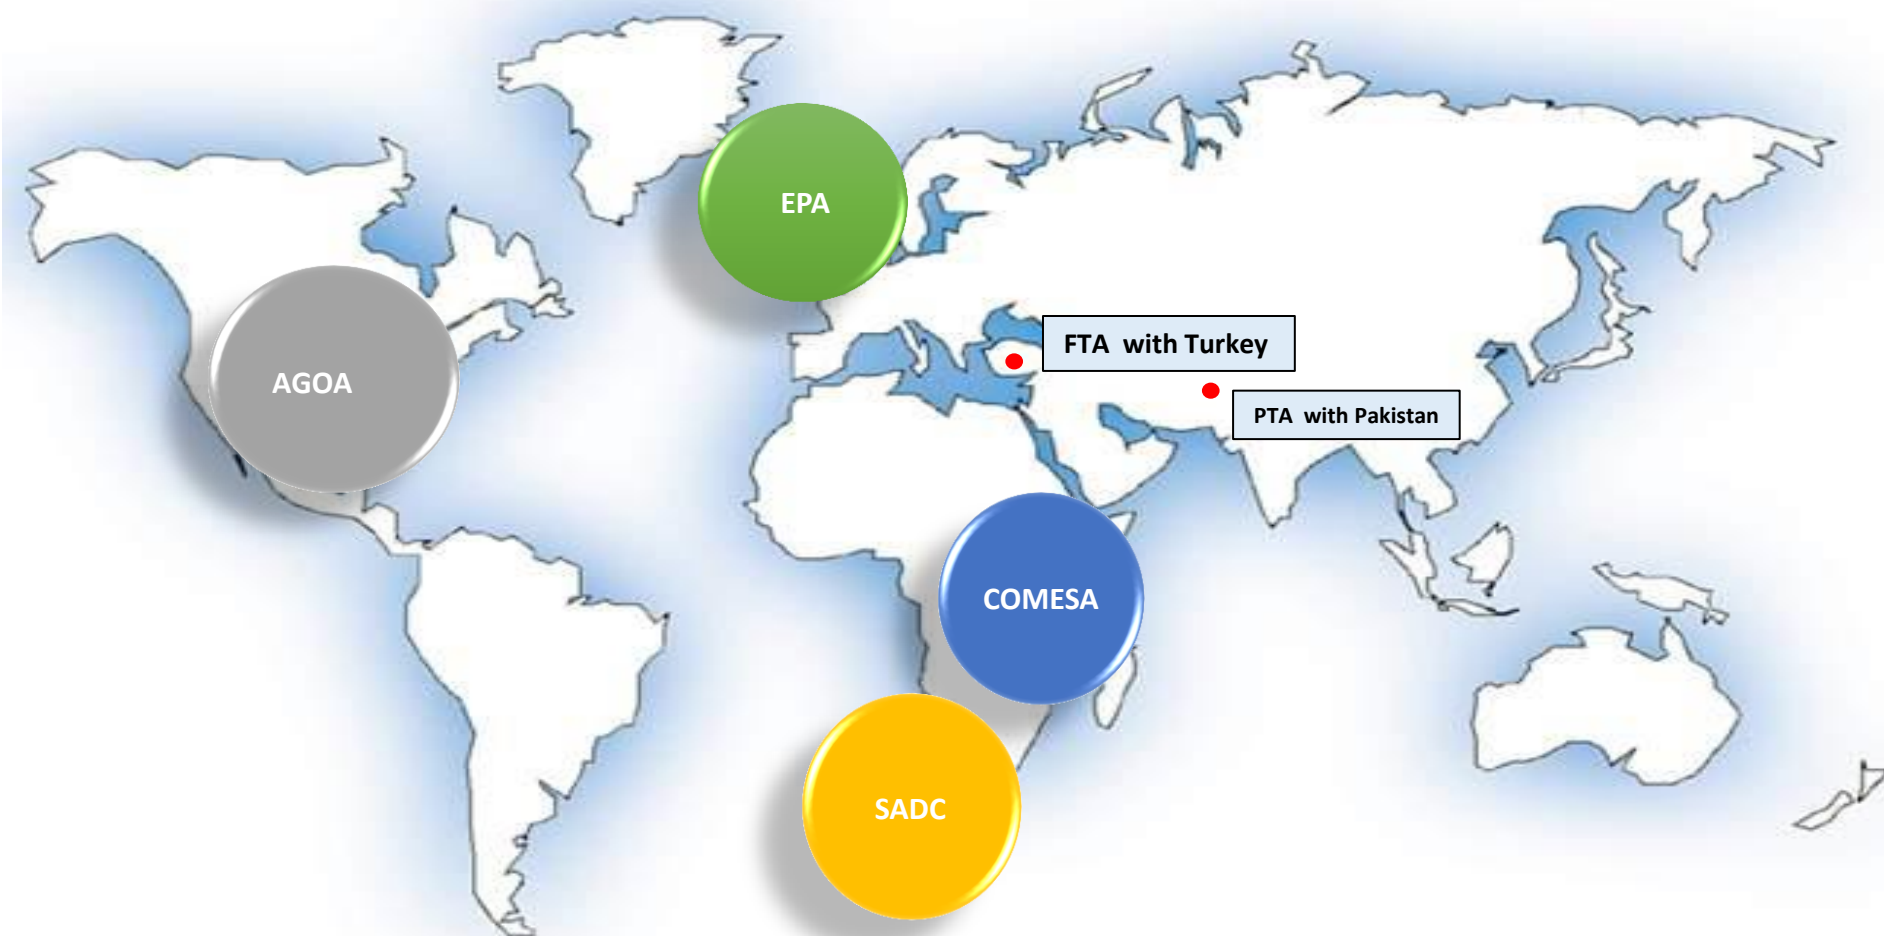 EPA
FTA with Turkey
AGOA
PTA with Pakistan
COMESA
SADC